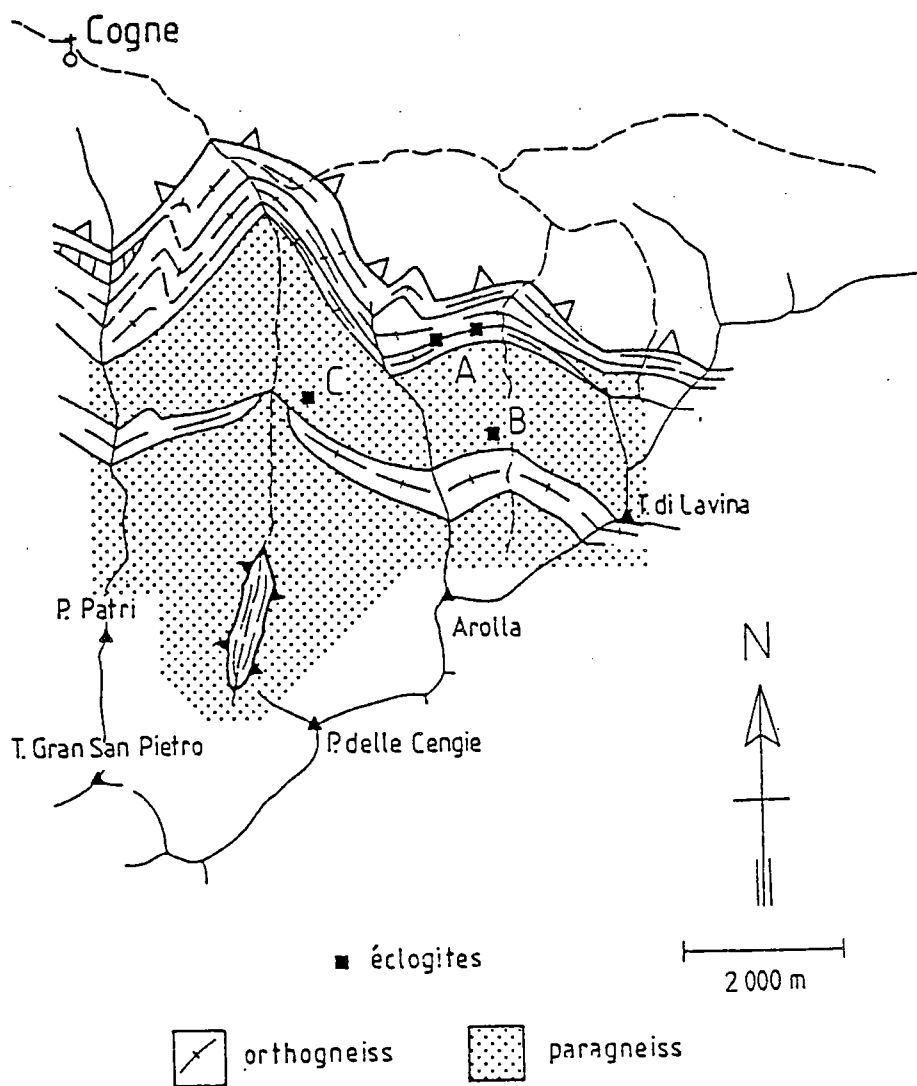 Cogne
C
A
B
T. di Lavina
P. Patri
Arolla
N
T. Gran San Pietro
P. delle Cengie
éclogites
2 000 m
orthogneiss
paragneiss